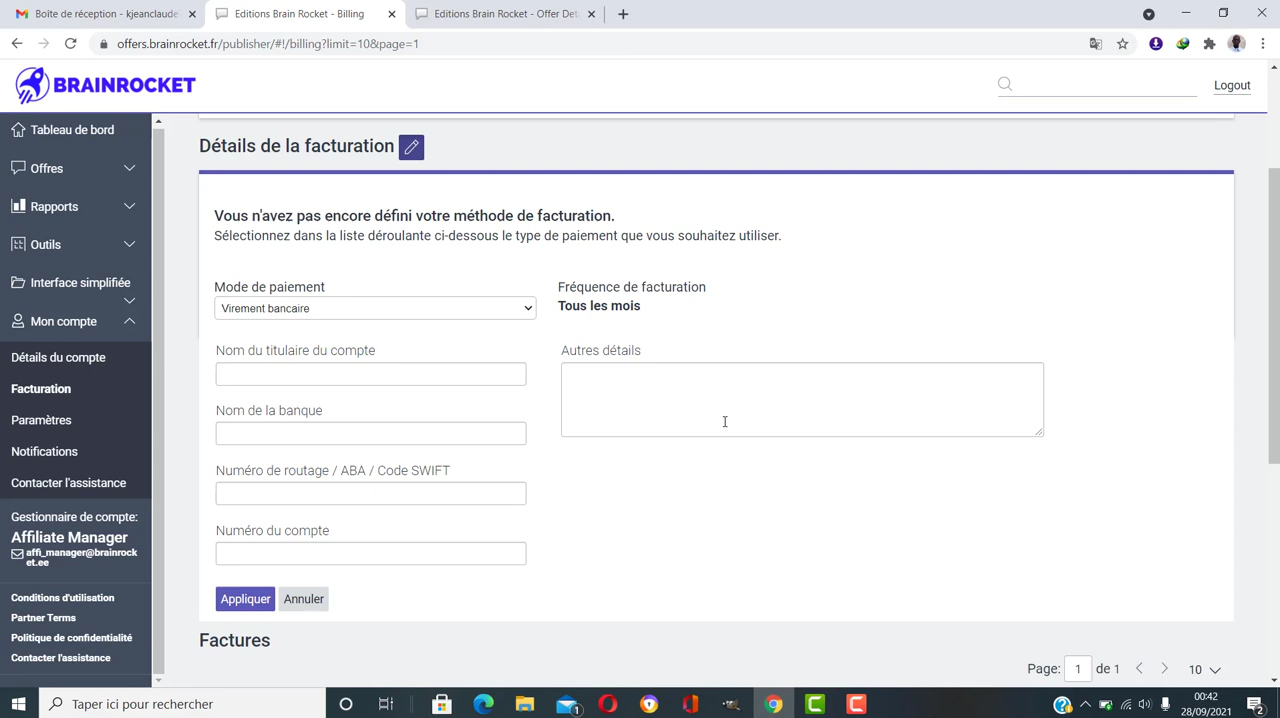 Boîte de réception - kjeanclaude
Editions Brain Rocket - Billing
Editions Brain Rocket - Offer Det
offers.brainrocket.fr/publisher/#!/billing?limit=10&page=1
BRAINROCKET
Logout
Tableau de bord
Offres
Rapports
Outils
Interface simplifiée
Mon compte
Détails du compte
Facturation
Paramètres
Notifications
Contacter l'assistance
Gestionnaire de compte:
Affiliate Manager
affi_manager@brainrock
et.ee
Conditions d'utilisation
Partner Terms
Politique de confidentialité
Contacter l'assistance
Détails de la facturation
Vous n'avez pas encore défini votre méthode de facturation.
Sélectionnez dans la liste déroulante ci-dessous le type de paiement que vous souhaitez utiliser.
Mode de paiement
Virement bancaire
Fréquence de facturation
Tous les mois
Nom du titulaire du compte
Autres détails
Nom de la banque
Numéro de routage / ABA / Code SWIFT
Numéro du compte
Appliquer
Annuler
Factures
Page: 1 de 1
10
Taper ici pour rechercher
1
00:42
28/09/2021
2